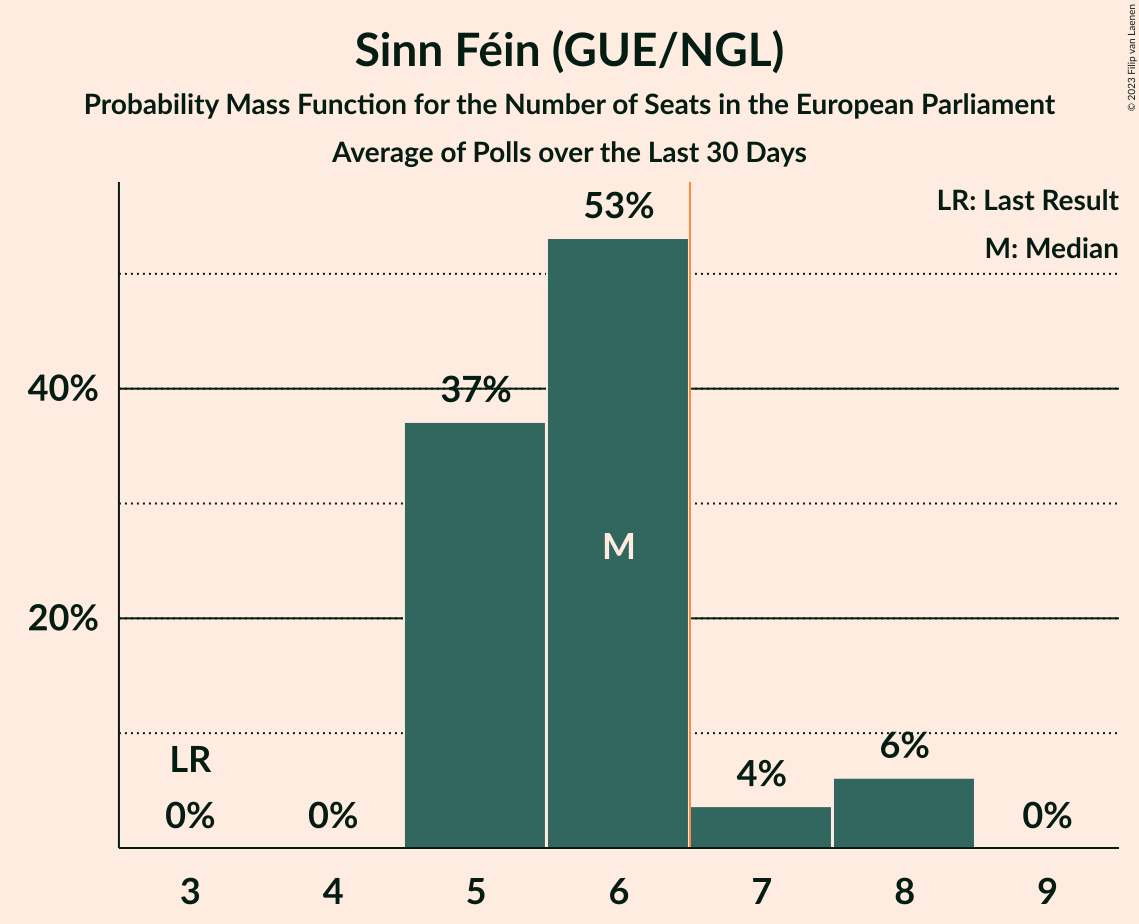 Sinn Féin (GUE/NGL)
Probability Mass Function for the Number of Seats in the European Parliament
Average of Polls over the Last 30 Days
© 2023 Filip van Laenen
LR: Last Result
M: Median
53%
40%
37%
M
20%
LR
6%
4%
0%
0%
0%
3 4 5 6 7 8 9